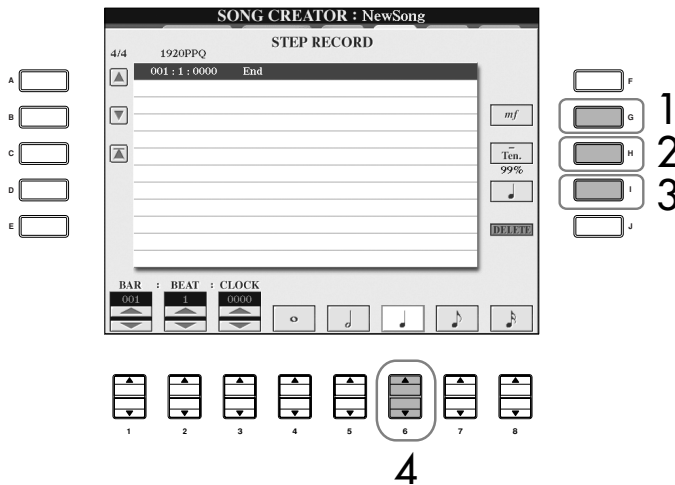 SONG CREATOR : NewSong
STEP RECORD
4/4 1920PPQ
001 : 1 : 0000 End
A
B
C
D
E
mf
Ten.
99%
DELETE
F
G
H
I
J
1
2
3
BAR : BEAT : CLOCK
001 1 0000
1 2 3 4 5 6 7 8
4